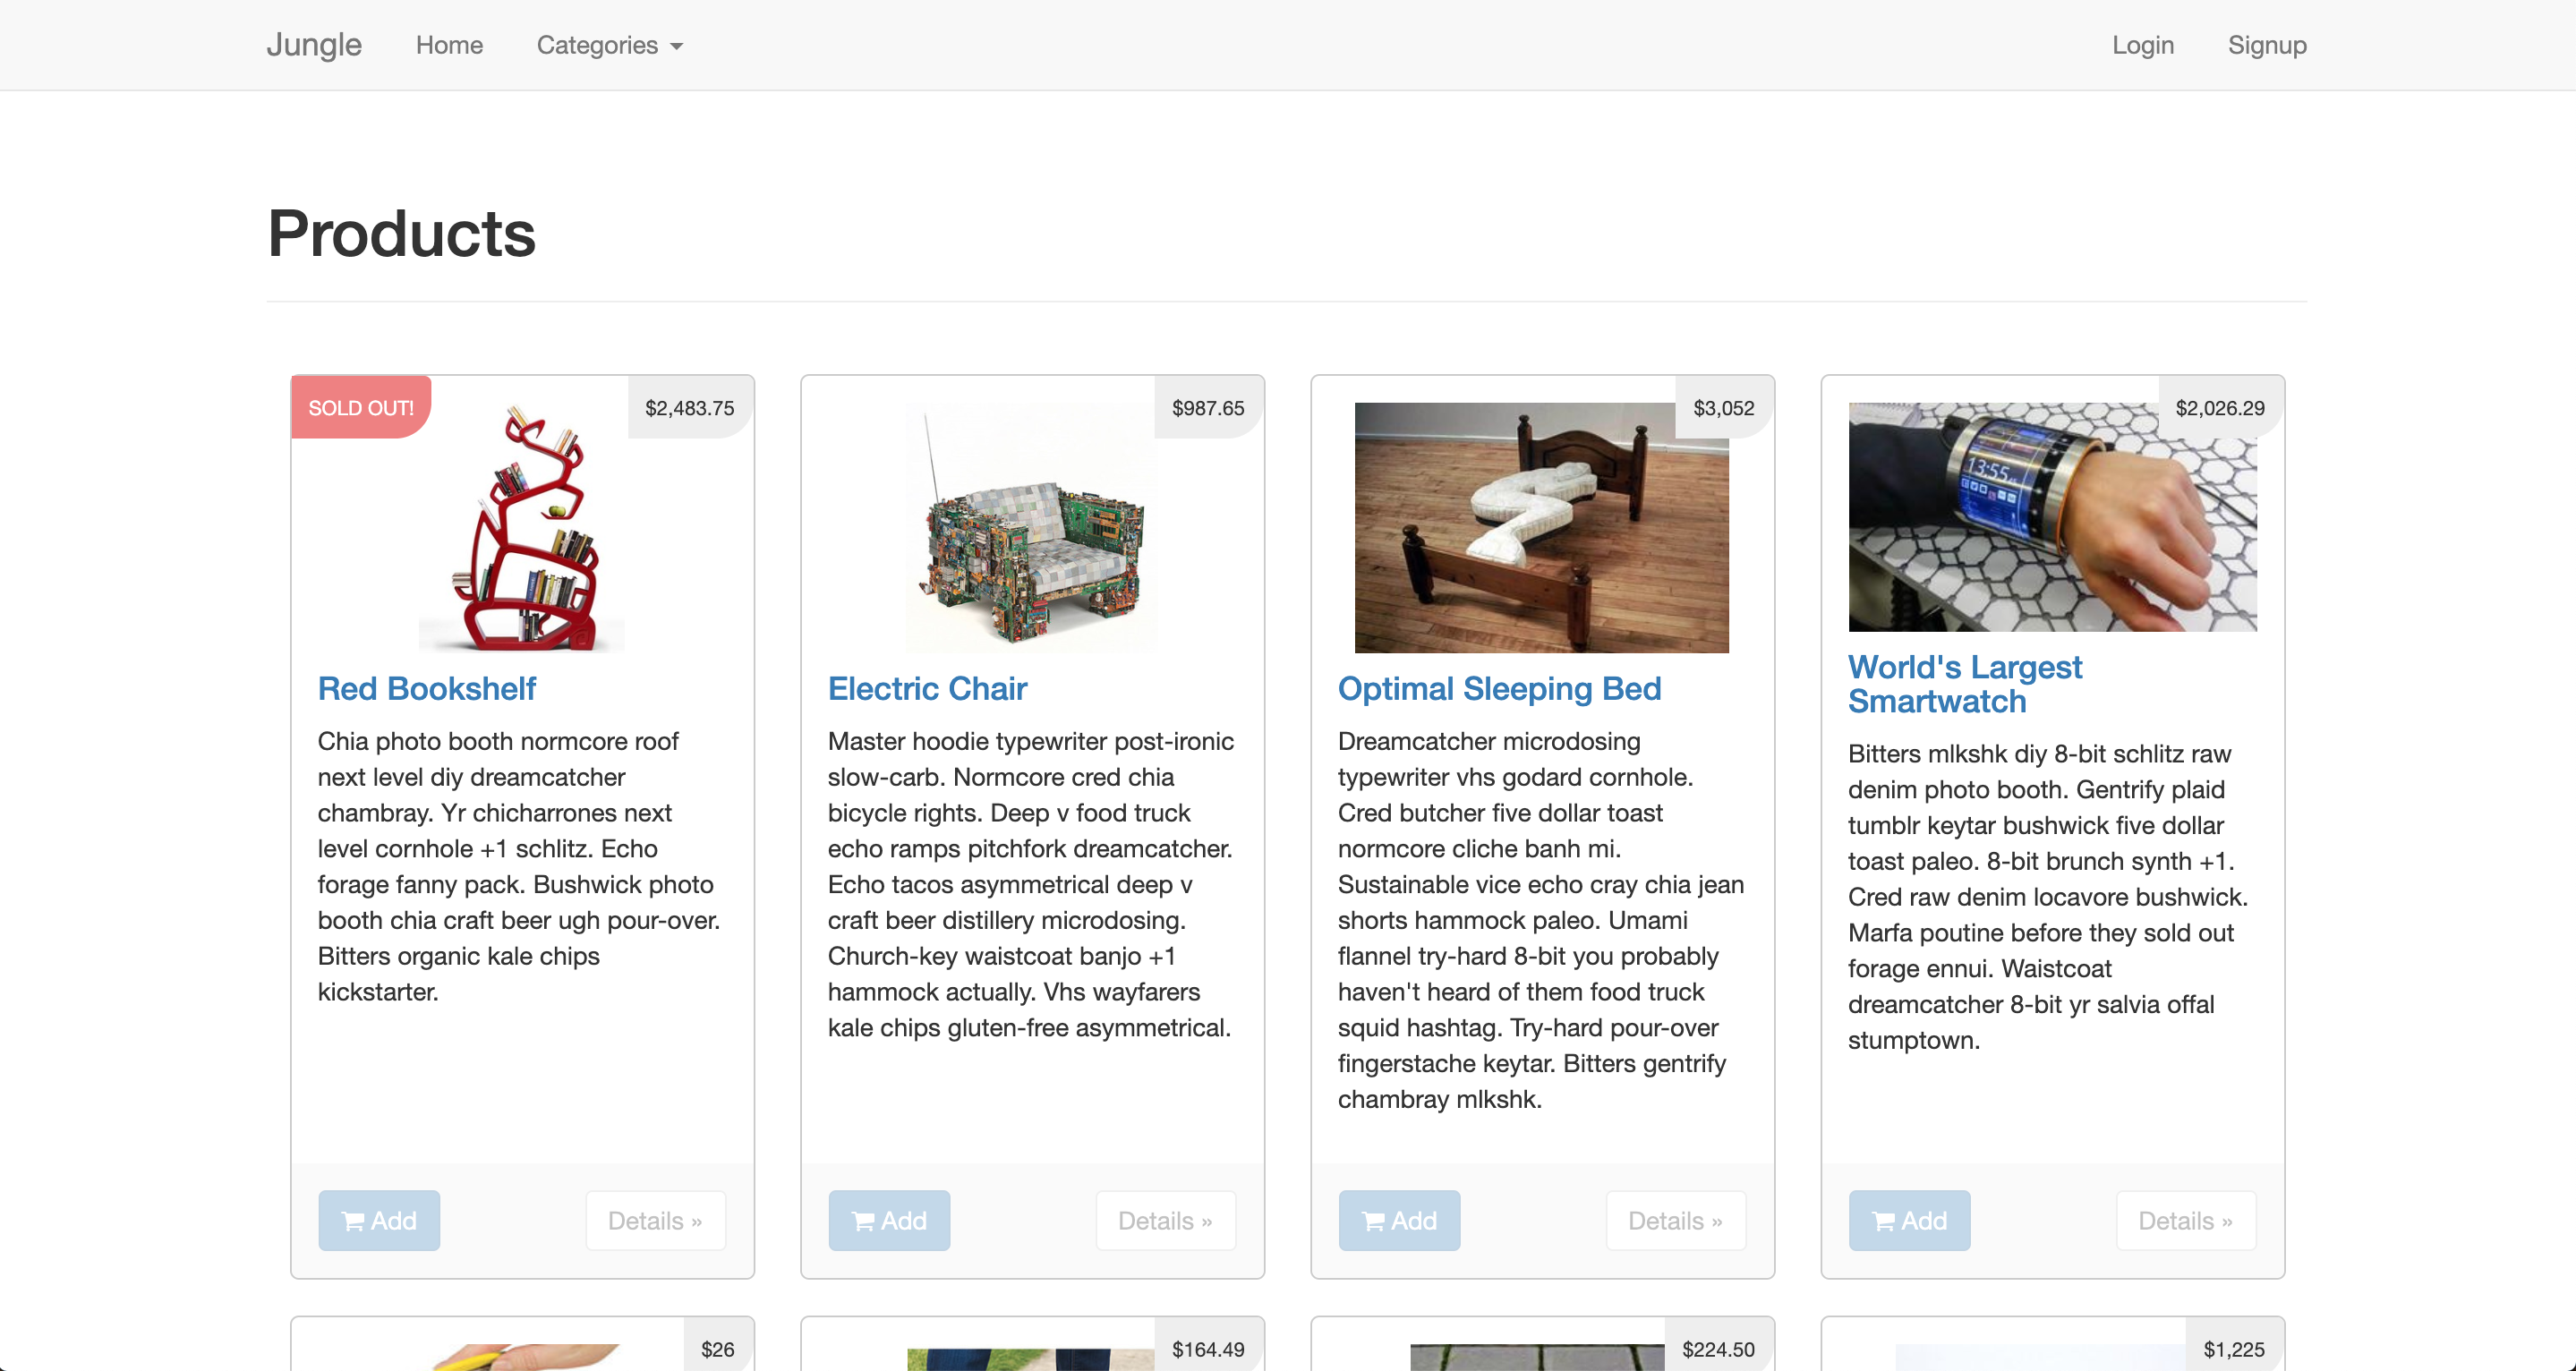 Jungle Home Categories Login Signup
Products
SOLD OUT!
$2,483.75
Red Bookshelf
Chia photo booth normcore roof
next level diy dreamcatcher
chambray. Yr chicharrones next
level cornhole +1 schlitz. Echo
forage fanny pack. Bushwick photo
booth chia craft beer ugh pour-over.
Bitters organic kale chips
kickstarter.
Add
Details »
$987.65
Electric Chair
Master hoodie typewriter post-ironic
slow-carb. Normcore cred chia
bicycle rights. Deep v food truck
echo ramps pitchfork dreamcatcher.
Echo tacos asymmetrical deep v
craft beer distillery microdosing.
Church-key waistcoat banjo +1
hammock actually. Vhs wayfarers
kale chips gluten-free asymmetrical.
Add
Details »
$3,052
Optimal Sleeping Bed
Dreamcatcher microdosing
typewriter vhs godard cornhole.
Cred butcher five dollar toast
normcore cliche banh mi.
Sustainable vice echo cray chia jean
shorts hammock paleo. Umami
flannel try-hard 8-bit you probably
haven't heard of them food truck
squid hashtag. Try-hard pour-over
fingerstache keytar. Bitters gentrify
chambray mlkshk.
Add
Details »
$2,026.29
13:55
World's Largest
Smartwatch
Bitters mlkshk diy 8-bit schlitz raw
denim photo booth. Gentrify plaid
tumblr keytar bushwick five dollar
toast paleo. 8-bit brunch synth +1.
Cred raw denim locavore bushwick.
Marfa poutine before they sold out
forage ennui. Waistcoat
dreamcatcher 8-bit yr salvia offal
stumptown.
Add
Details »
$26
$164.49
$224.50
$1,225